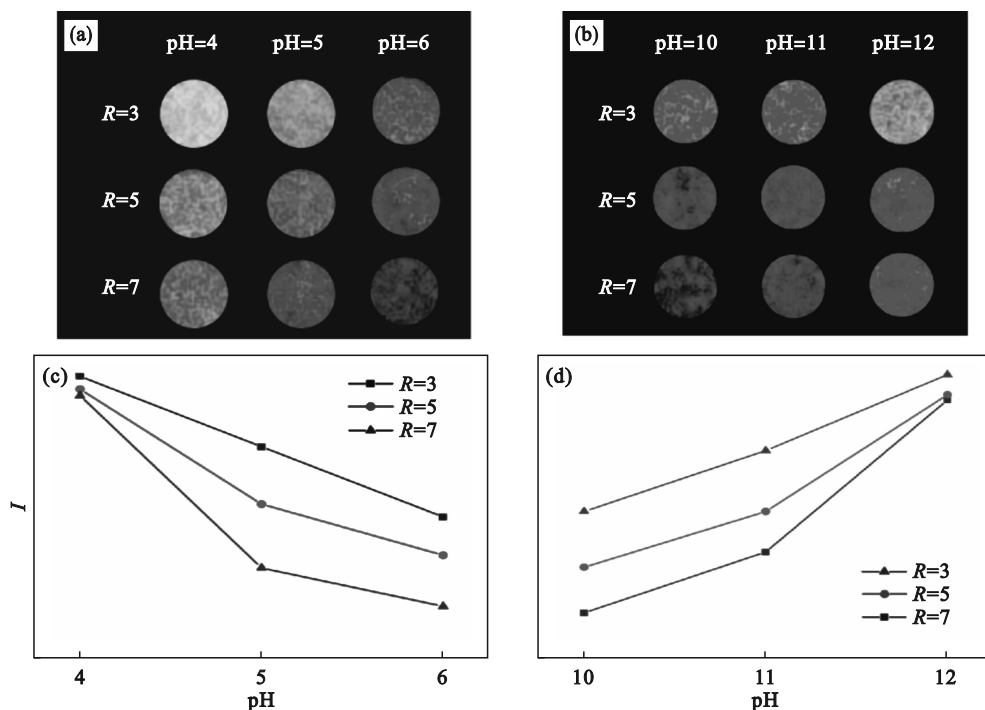 (a) pH=4 pH=5 pH=6
R=3
R=5
R=7
(b) pH=10 pH=11 pH=12
R=3
R=5
R=7
(c)
R=3
R=5
R=7
I
4 5 6
pH
(d)
R=3
R=5
R=7
10 11 12
pH